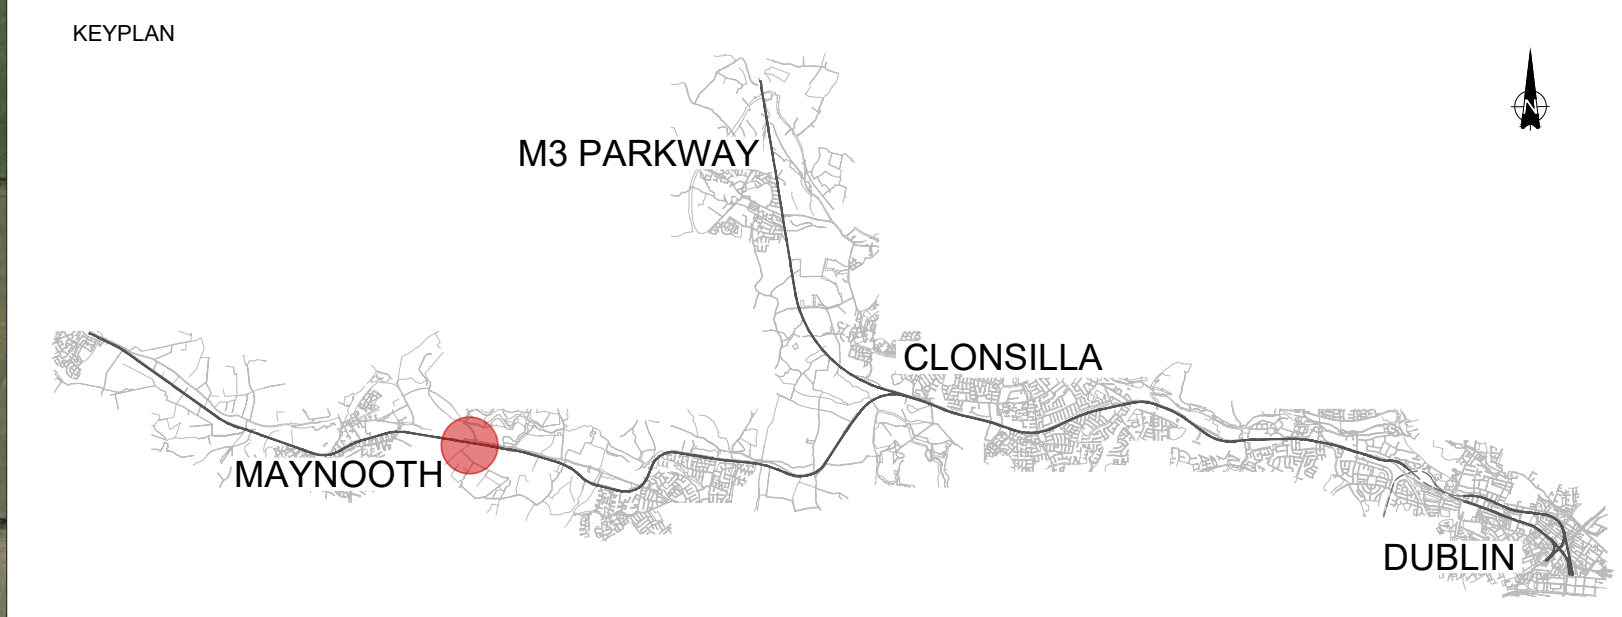 KEYPLAN
N
M3 PARKWAY
CLONSILLA
MAYNOOTH
DUBLIN